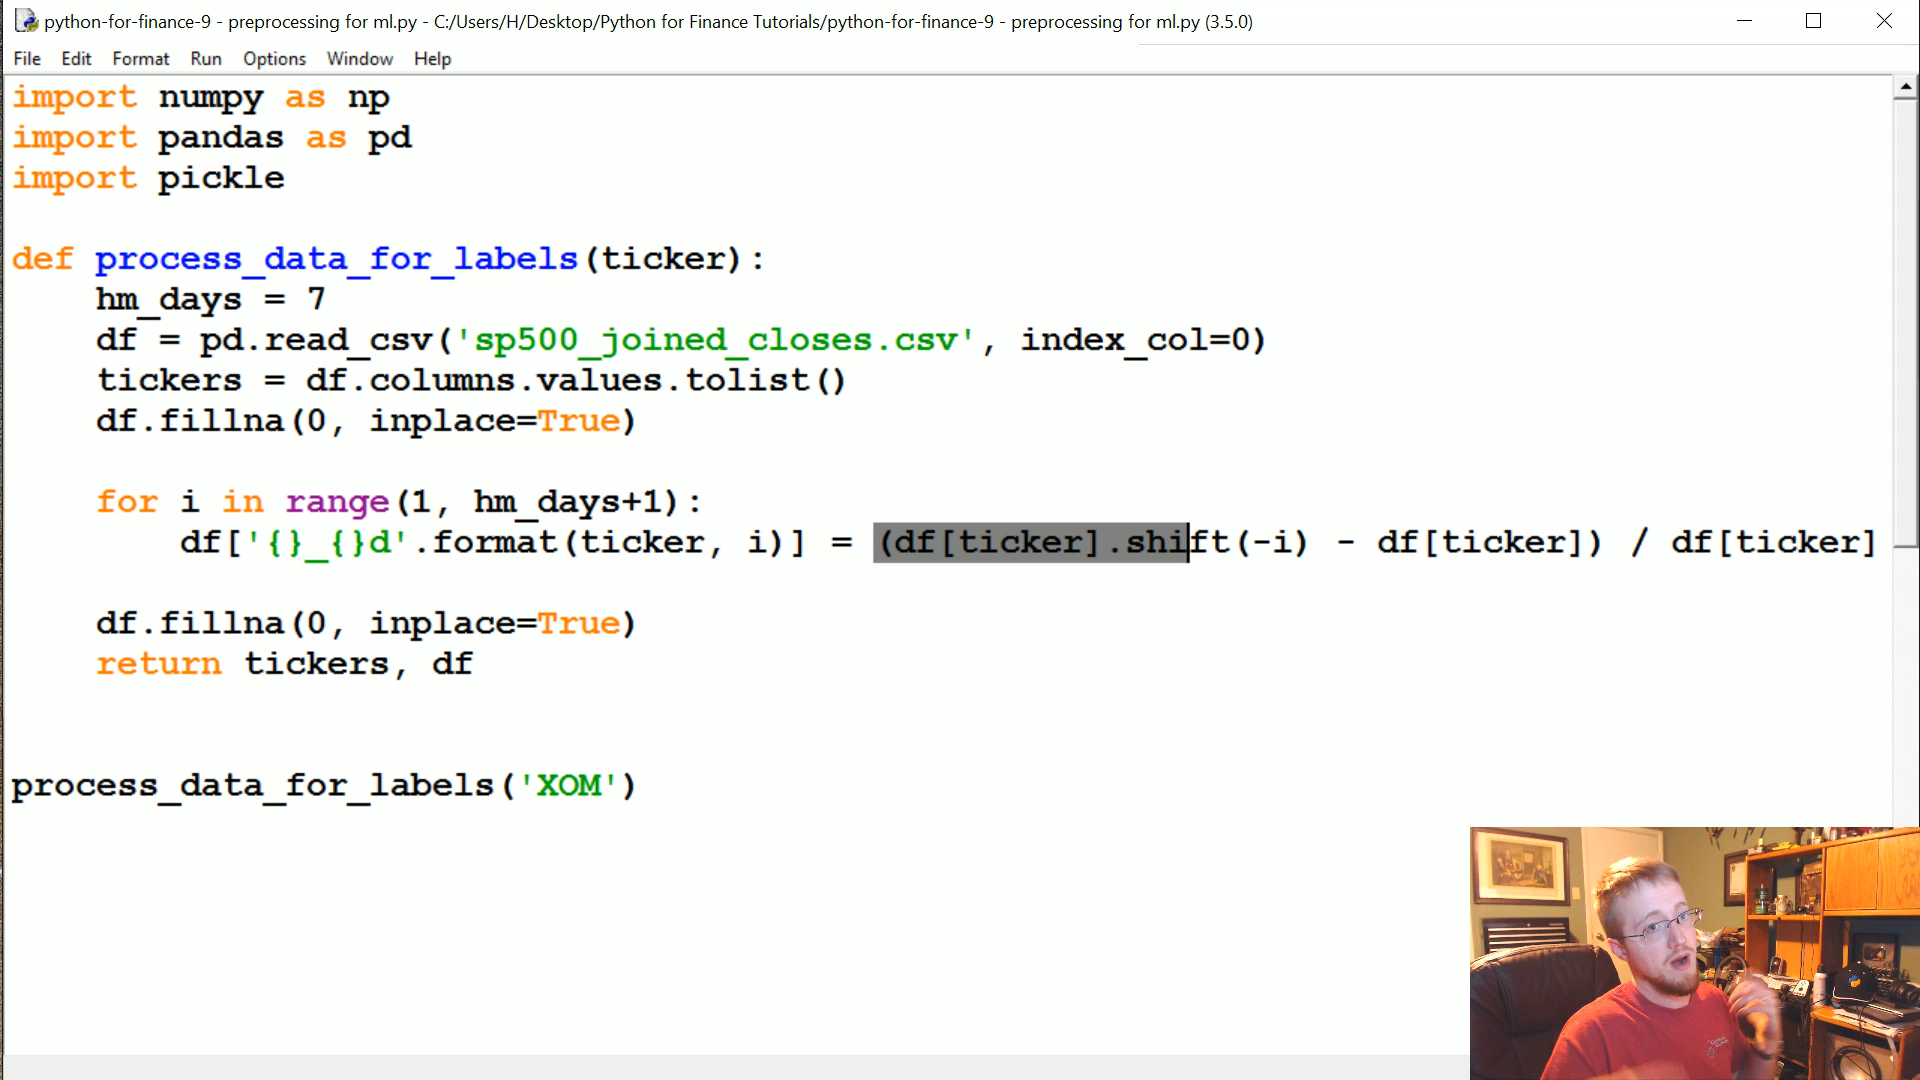 python-for-finance-9 - preprocessing for ml.py - C:/Users/H/Desktop/Python for Finance Tutorials/python-for-finance-9 - preprocessing for ml.py (3.5.0)
File Edit Format Run Options Window Help
import numpy as np
import pandas as pd
import pickle
def process_data_for_labels(ticker):
    hm_days = 7
    df = pd.read_csv('sp500_joined_closes.csv', index_col=0)
    tickers = df.columns.values.tolist()
    df.fillna(0, inplace=True)
    for i in range(1, hm_days+1):
        df['{}_{}d'.format(ticker, i)] = (df[ticker].shift(-i) - df[ticker]) / df[ticker]
    df.fillna(0, inplace=True)
    return tickers, df
process_data_for_labels('XOM')